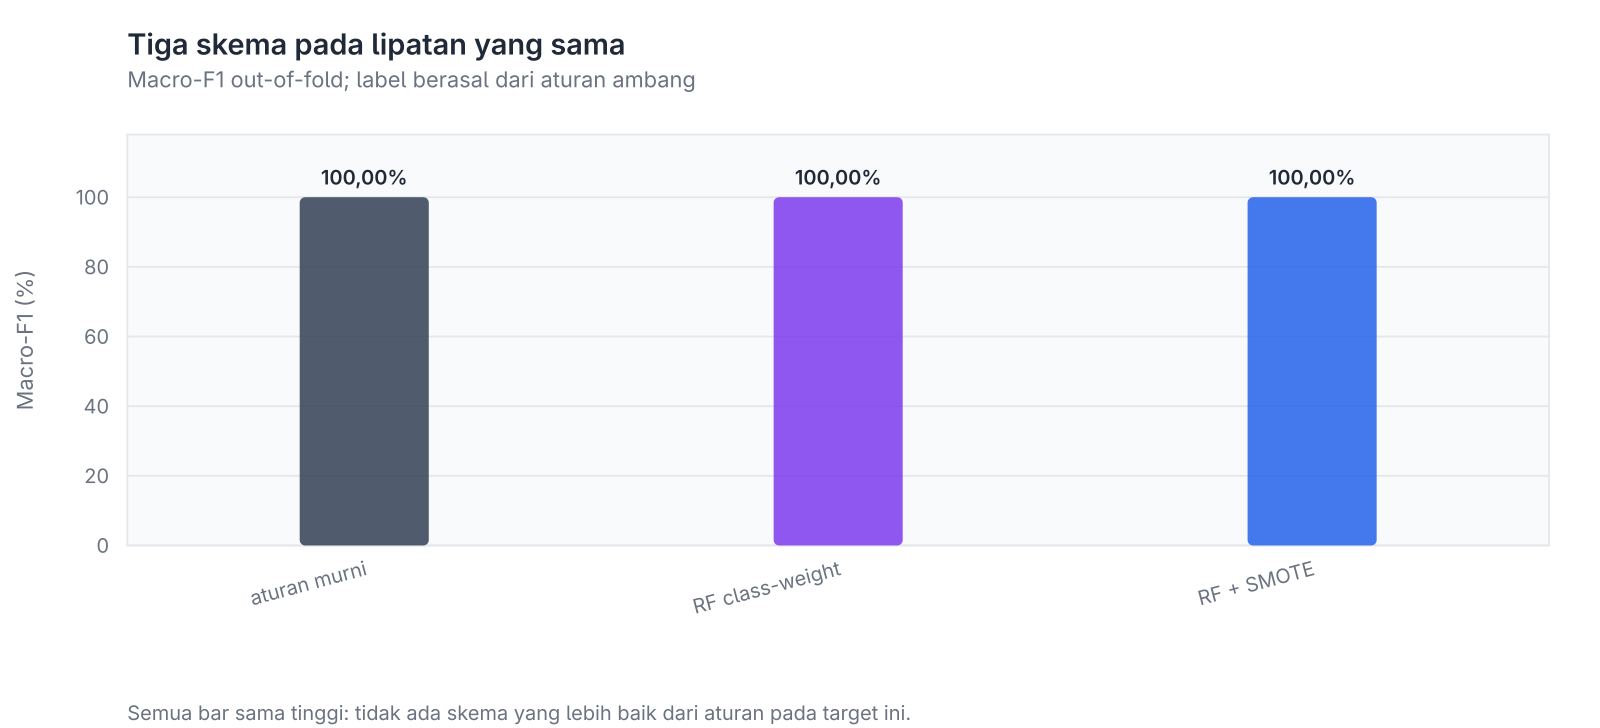 Tiga skema pada lipatan yang sama
Macro-F1 out-of-fold; label berasal dari aturan ambang
100,00%
100,00%
100,00%
100
80
60
40
20
0
Macro-F1 (%)
aturan murni
RF class-weight
RF + SMOTE
Semua bar sama tinggi: tidak ada skema yang lebih baik dari aturan pada target ini.